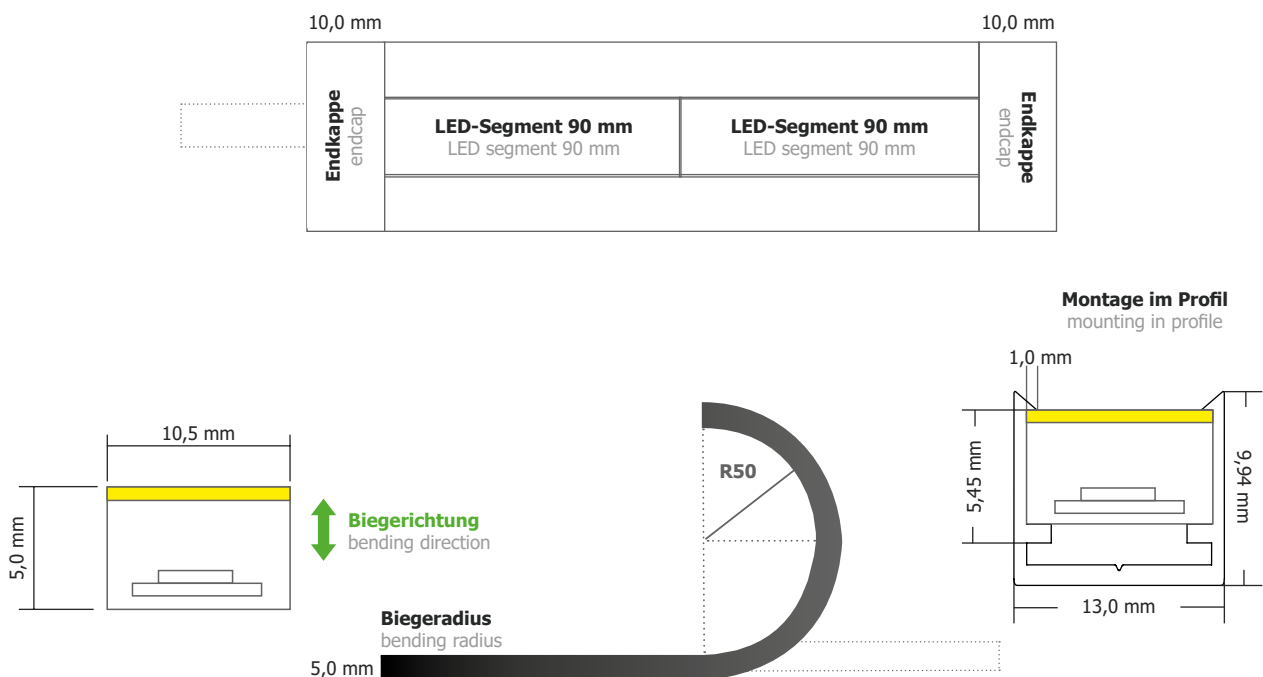 10,0 mm
10,0 mm
Endkappe
endcap
LED-Segment 90 mm
LED segment 90 mm
LED-Segment 90 mm
LED segment 90 mm
Endkappe
endcap
Montage im Profil
mounting in profile
1,0 mm
10,5 mm
5,0 mm
Biegerichtung
bending direction
R50
5,45 mm
9,94 mm
13,0 mm
Biegeradius
bending radius
5,0 mm